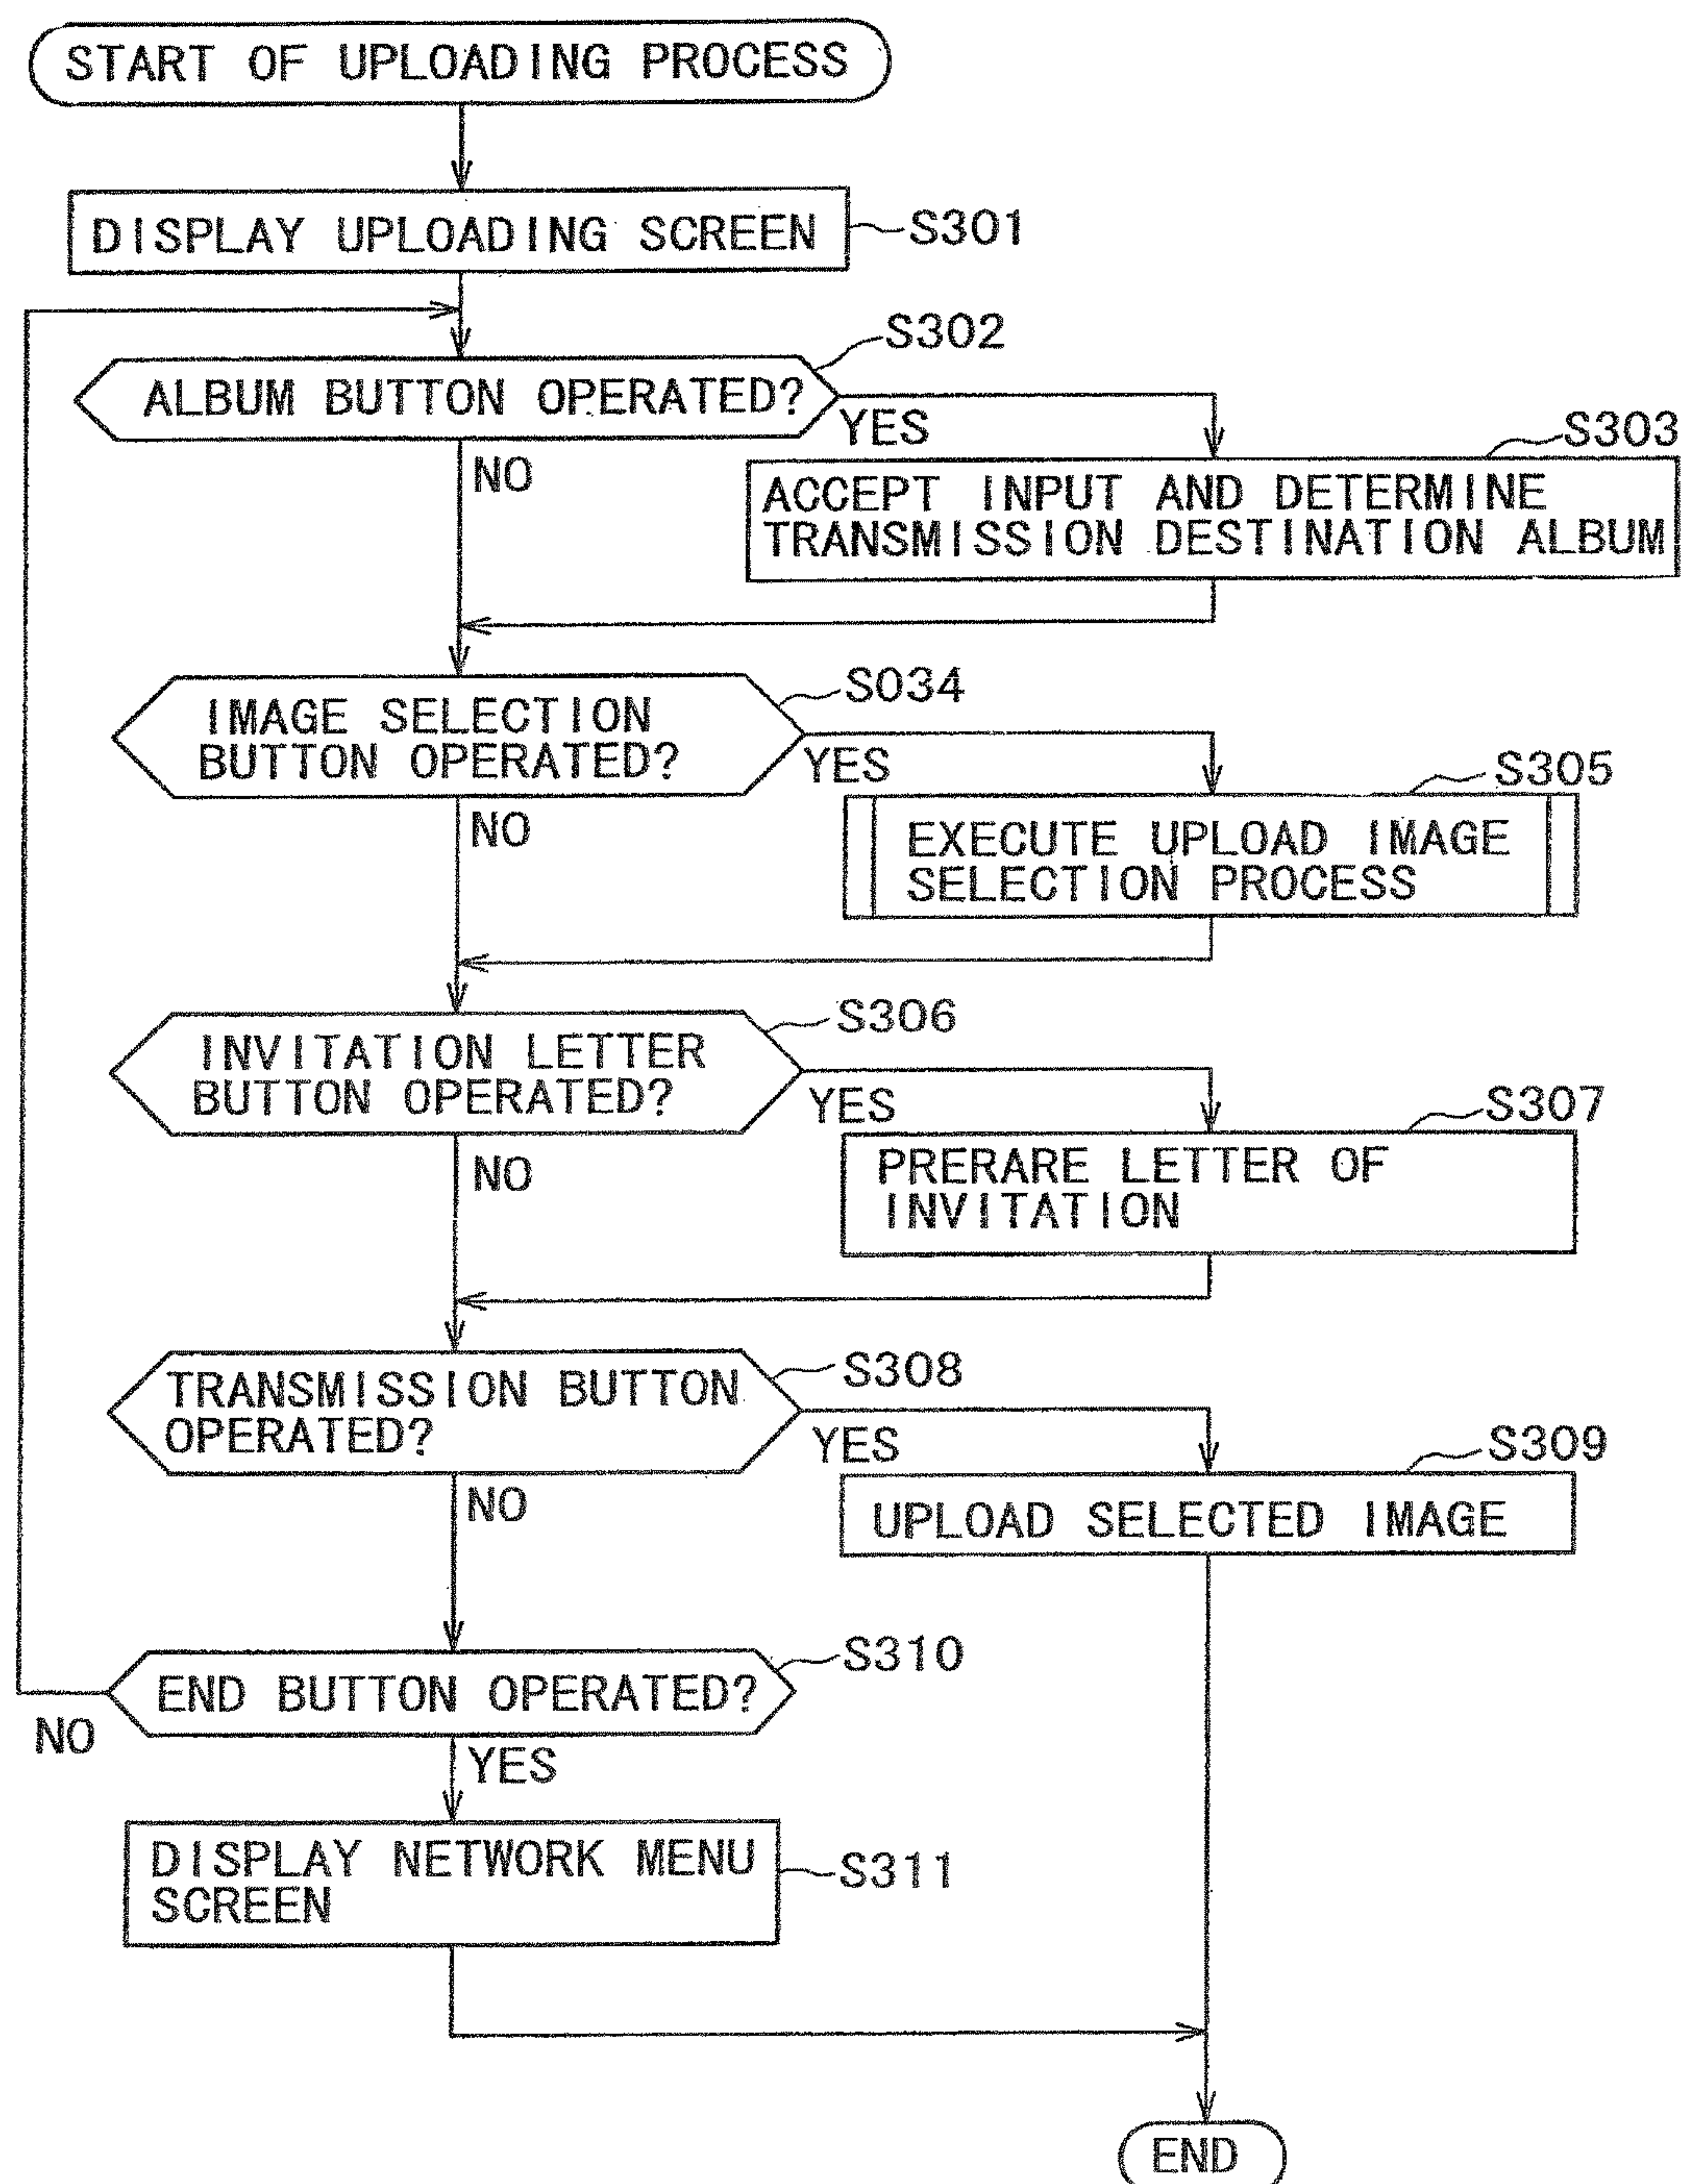 START OF UPLOADING PROCESS
DISPLAY UPLOADING SCREEN
S301
S302
ALBUM BUTTON OPERATED?
YES
NO
S303
ACCEPT INPUT AND DETERMINE
TRANSMISSION DESTINATION ALBUM
S034
IMAGE SELECTION
BUTTON OPERATED?
YES
NO
S305
EXECUTE UPLOAD IMAGE
SELECTION PROCESS
S306
INVITATION LETTER
BUTTON OPERATED?
YES
NO
S307
PRERARE LETTER OF
INVITATION
S308
TRANSMISSION BUTTON
OPERATED?
YES
NO
S309
UPLOAD SELECTED IMAGE
S310
END BUTTON OPERATED?
NO
YES
DISPLAY NETWORK MENU
SCREEN
S311
END